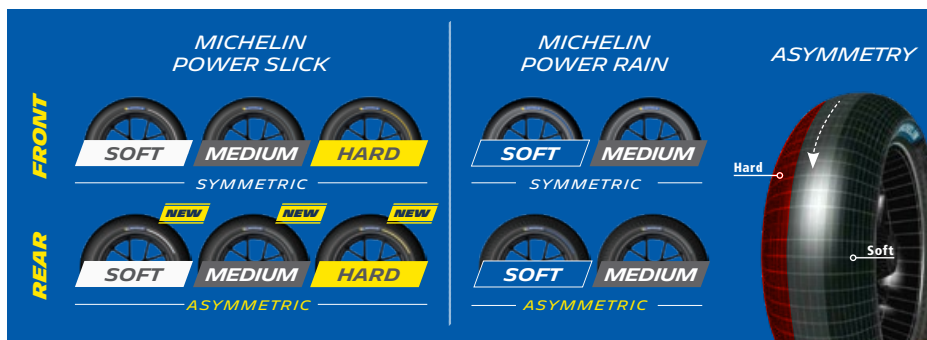 MICHELIN
POWER SLICK
MICHELIN
POWER RAIN
ASYMMETRY
FRONT
SOFT
MEDIUM
HARD
SYMMETRIC
SOFT
MEDIUM
SYMMETRIC
REAR
NEW
NEW
NEW
SOFT
MEDIUM
HARD
ASYMMETRIC
SOFT
MEDIUM
ASYMMETRIC
Hard
Soft